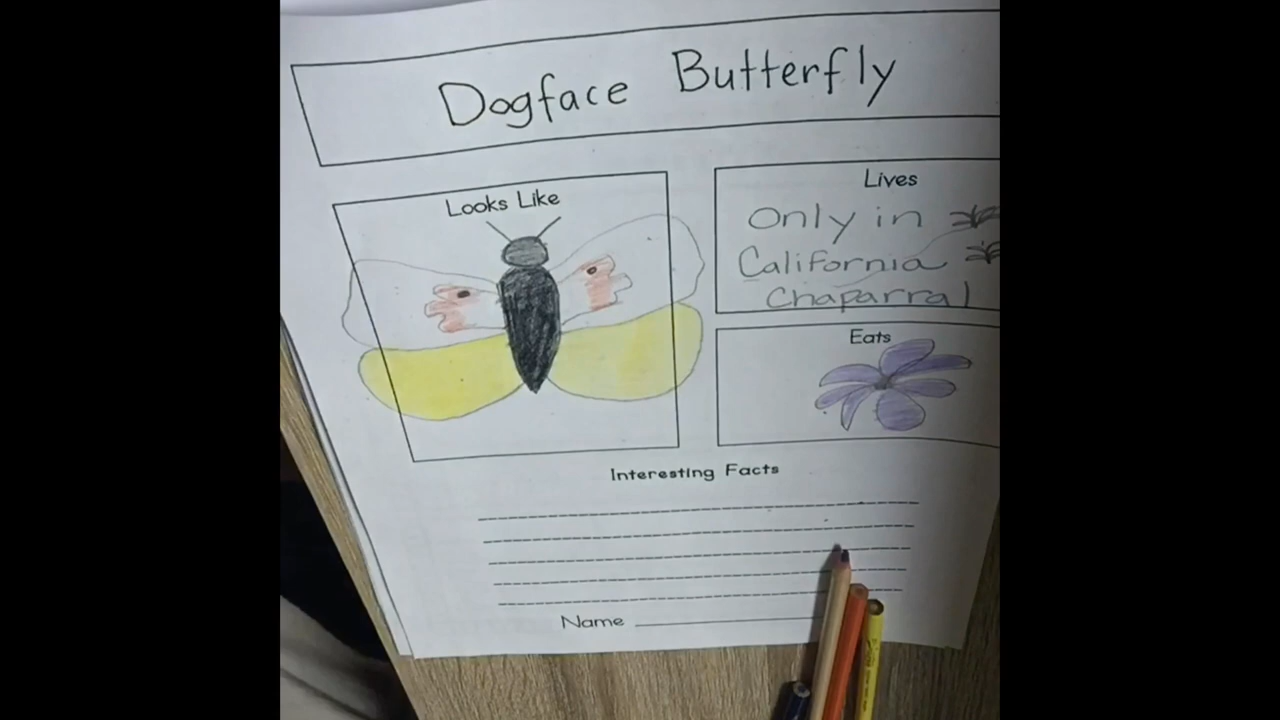 Dogface Butterfly
Looks Like
Lives
Only in
California
Chaparral
Eats
Interesting Facts
Name